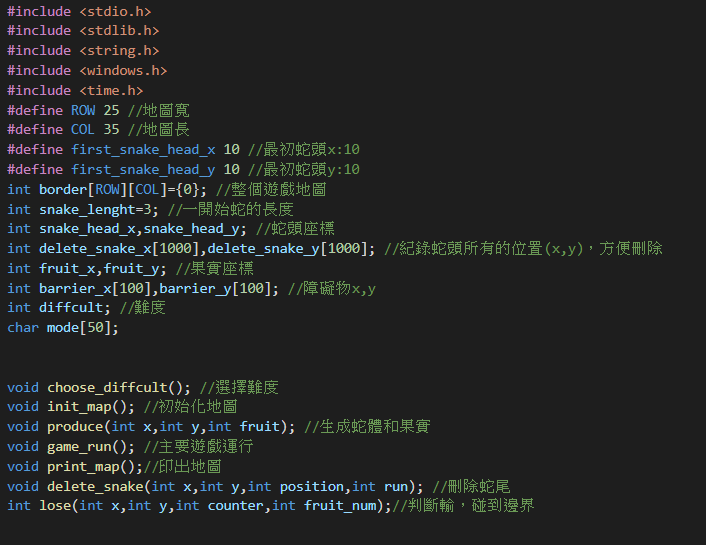 #include <stdio.h>
#include <stdlib.h>
#include <string.h>
#include <windows.h>
#include <time.h>
#define ROW 25 //地圖寬
#define COL 35 //地圖長
#define first_snake_head_x 10 //最初蛇頭x:10
#define first_snake_head_y 10 //最初蛇頭y:10
int border[ROW][COL]={0}; //整個遊戲地圖
int snake_lenght=3; //一開始蛇的長度
int snake_head_x,snake_head_y; //蛇頭座標
int delete_snake_x[1000],delete_snake_y[1000]; //紀錄蛇頭所有的位置(x,y)，方便刪除
int fruit_x,fruit_y; //果實座標
int barrier_x[100],barrier_y[100]; //障礙物x,y
int diffcult; //難度
char mode[50];
void choose_diffcult(); //選擇難度
void init_map(); //初始化地圖
void produce(int x,int y,int fruit); //生成蛇體和果實
void game_run(); //主要遊戲運行
void print_map();//印出地圖
void delete_snake(int x,int y,int position,int run); //刪除蛇尾
int lose(int x,int y,int counter,int fruit_num);//判斷輸，碰到邊界